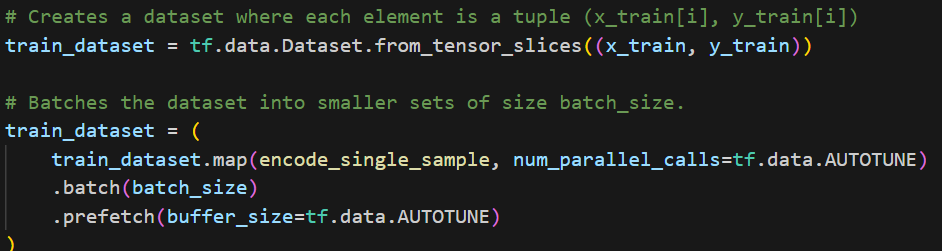 # Creates a dataset where each element is a tuple (x_train[i], y_train[i])
train_dataset = tf.data.Dataset.from_tensor_slices((x_train, y_train))

# Batches the dataset into smaller sets of size batch_size.
train_dataset = (
    train_dataset.map(encode_single_sample, num_parallel_calls=tf.data.AUTOTUNE)
    .batch(batch_size)
    .prefetch(buffer_size=tf.data.AUTOTUNE)
)